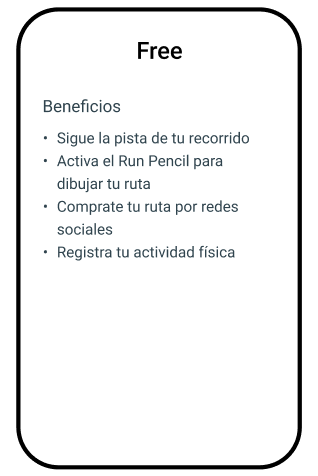 Free
Beneficios
• Sigue la pista de tu recorrido
• Activa el Run Pencil para
dibujar tu ruta
• Comprate tu ruta por redes
sociales
• Registra tu actividad física